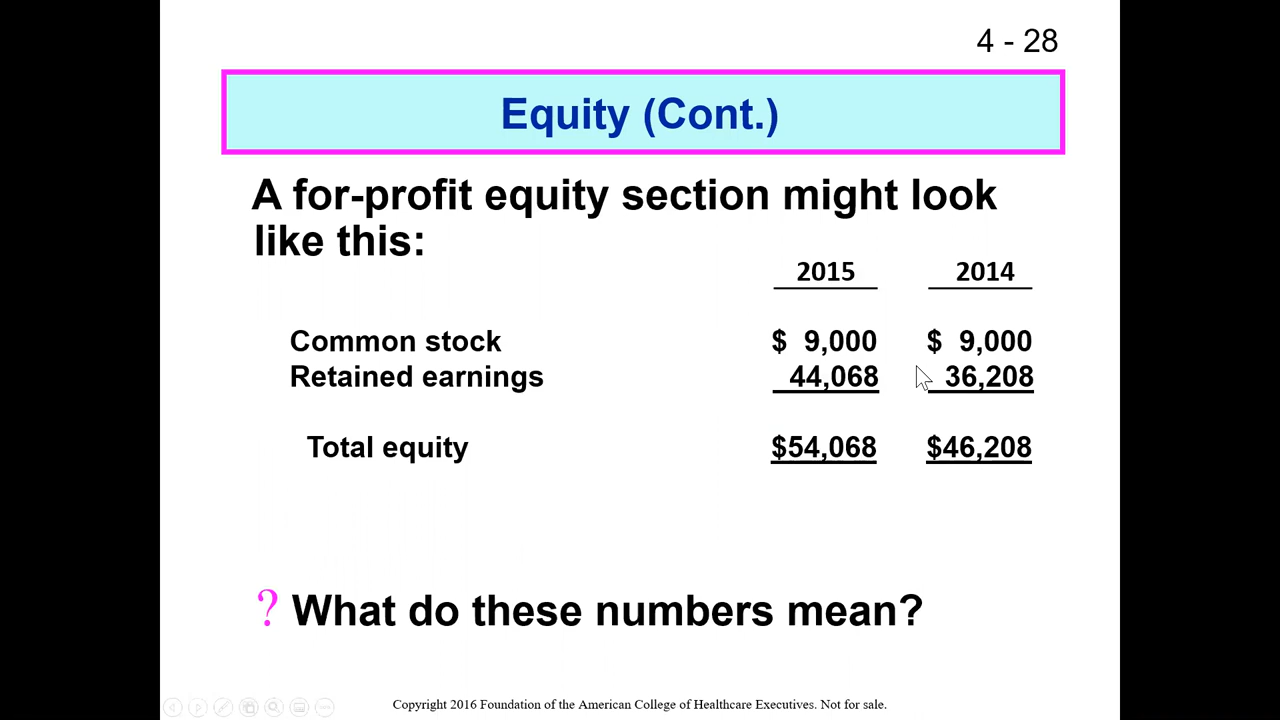 4 - 28
Equity (Cont.)
A for-profit equity section might look
like this:
2015 2014
Common stock $ 9,000 $ 9,000
Retained earnings 44,068 36,208
Total equity $54,068 $46,208
? What do these numbers mean?
Copyright 2016 Foundation of the American College of Healthcare Executives. Not for sale.